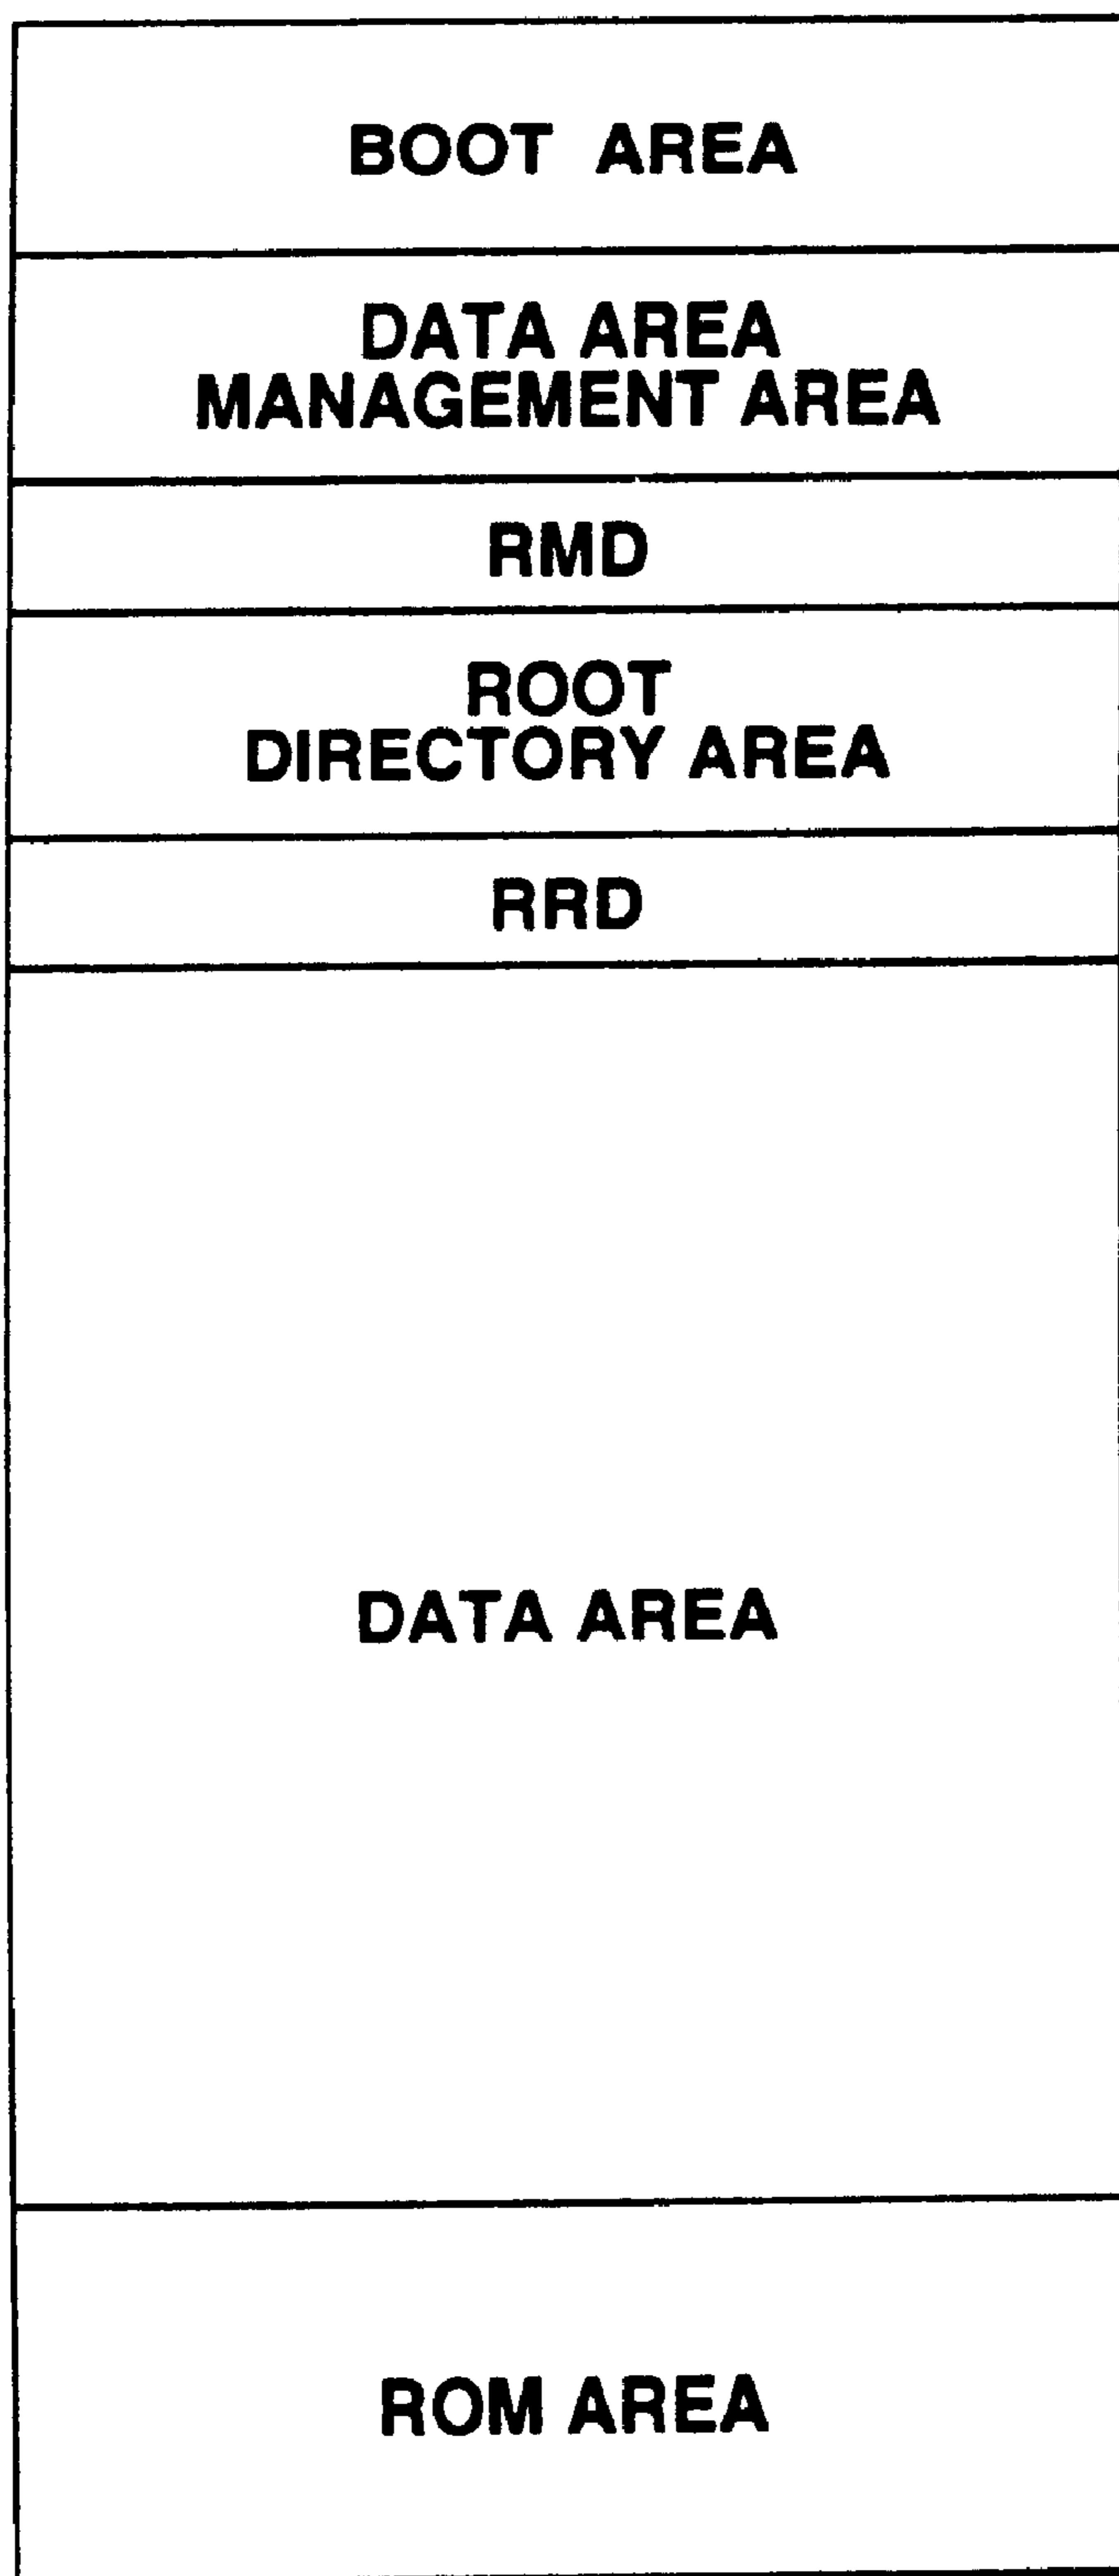 BOOT AREA
DATA AREA
MANAGEMENT AREA
RMD
ROOT
DIRECTORY AREA
RRD
DATA AREA
ROM AREA